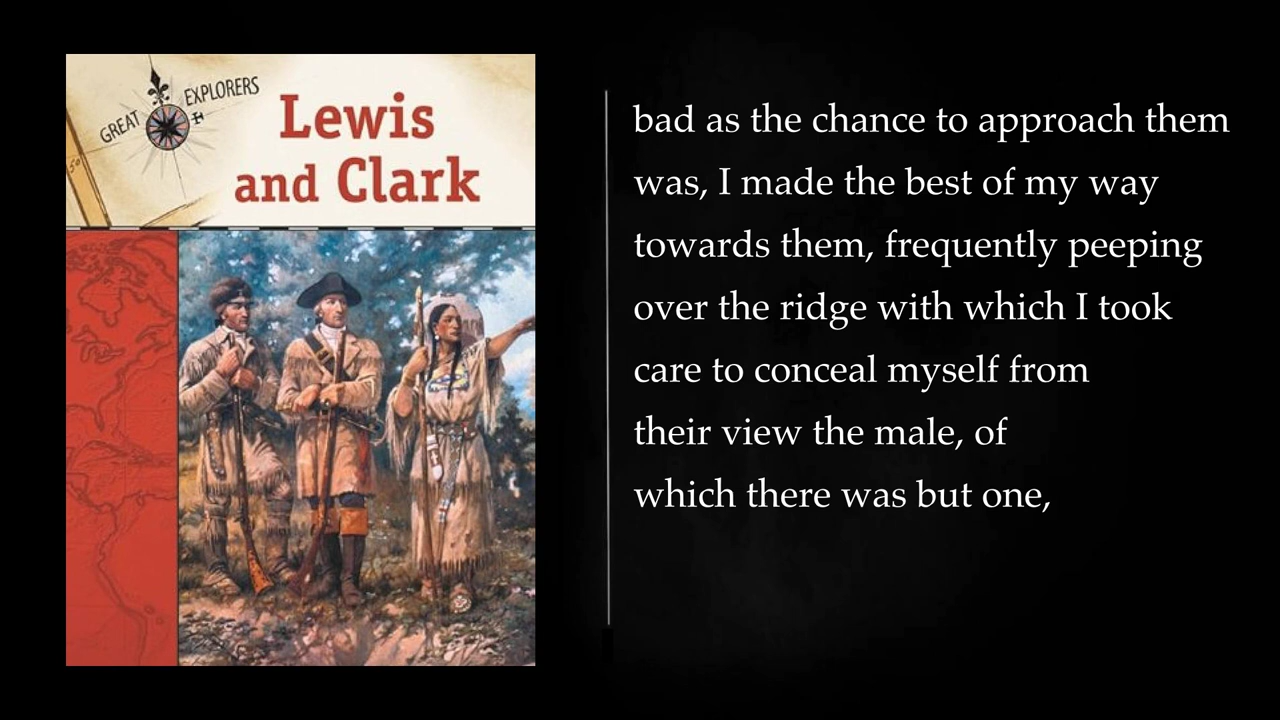 GREAT EXPLORERS
Lewis
and Clark
bad as the chance to approach them
was, I made the best of my way
towards them, frequently peeping
over the ridge with which I took
care to conceal myself from
their view the male, of
which there was but one,